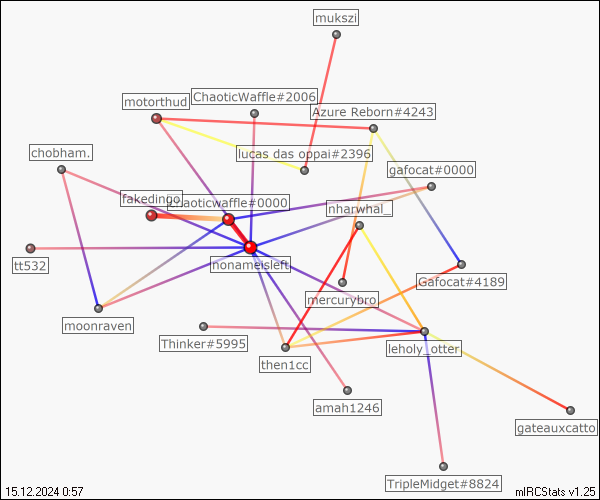 mukszi
ChaoticWaffle#2006
motorthud
Azure Reborn#4243
chobham.
lucas das oppai#2396
gafocat#0000
fakedingo
chaoticwaffle#0000
nharwhal_
tt532
nonameisleft
Gafocat#4189
mercurybro
moonraven
Thinker#5995
leholy_otter
then1cc
amah1246
gateauxcatto
TripleMidget#8824
15.12.2024 0:57
mIRCStats v1.25